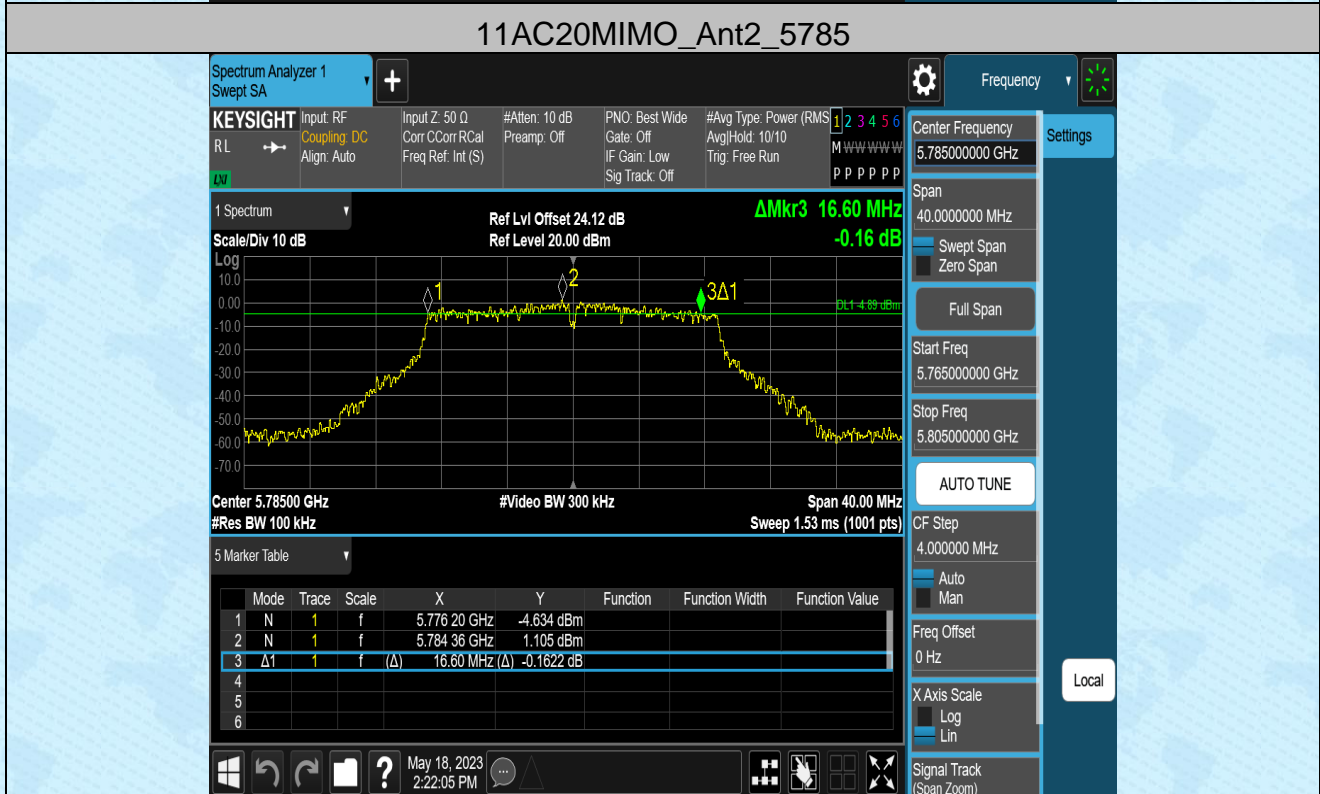 11AC20MIMO_Ant2_5785
Spectrum Analyzer 1
Swept SA
Frequency
KEYSIGHT
RL
LXI
Input: RF
Coupling: DC
Align: Auto
Input Z: 50 Ω
Corr CCorr RCal
Freq Ref: Int (S)
#Atten: 10 dB
Preamp: Off
PNO: Best Wide
Gate: Off
IF Gain: Low
Sig Track: Off
#Avg Type: Power (RMS
Avg|Hold: 10/10
Trig: Free Run
1 2 3 4 5 6
M W W W W W
P P P P P P
1 Spectrum
Scale/Div 10 dB
Ref Lvl Offset 24.12 dB
Ref Level 20.00 dBm
ΔMkr3 16.60 MHz
-0.16 dB
Log
10.0
0.00
-10.0
-20.0
-30.0
-40.0
-50.0
-60.0
-70.0
1
2
3Δ1
DL1 -4.89 dBm
Center 5.78500 GHz
#Res BW 100 kHz
#Video BW 300 kHz
Span 40.00 MHz
Sweep 1.53 ms (1001 pts)
5 Marker Table
Mode Trace Scale X Y Function Function Width Function Value
1 N 1 f 5.776 20 GHz -4.634 dBm
2 N 1 f 5.784 36 GHz 1.105 dBm
3 Δ1 1 f (Δ) 16.60 MHz (Δ) -0.1622 dB
4
5
6
May 18, 2023
2:22:05 PM
Center Frequency
5.785000000 GHz
Settings
Span
40.0000000 MHz
Swept Span
Zero Span
Full Span
Start Freq
5.765000000 GHz
Stop Freq
5.805000000 GHz
AUTO TUNE
CF Step
4.000000 MHz
Auto
Man
Freq Offset
0 Hz
X Axis Scale
Log
Lin
Local
Signal Track
(Span Zoom)